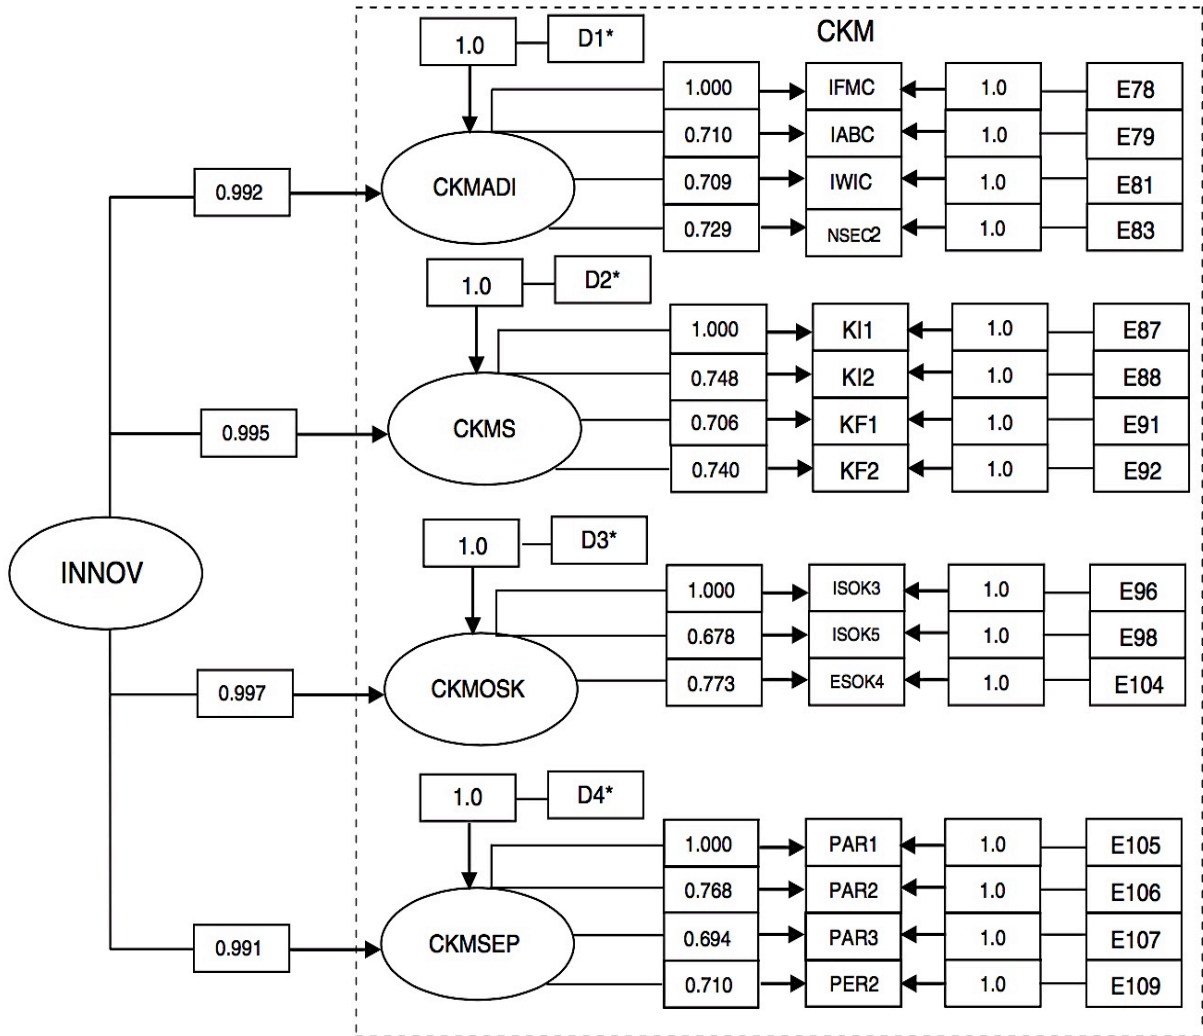 CKM
1.0 D1*
1.000 IFMC 1.0 E78
0.710 IABC 1.0 E79
0.992 CKMADI 0.709 IWIC 1.0 E81
0.729 NSEC2 1.0 E83
1.0 D2*
1.000 KI1 1.0 E87
0.748 KI2 1.0 E88
0.995 CKMS 0.706 KF1 1.0 E91
0.740 KF2 1.0 E92
1.0 D3*
INNOV
1.000 ISOK3 1.0 E96
0.678 ISOK5 1.0 E98
0.997 CKMOSK 0.773 ESOK4 1.0 E104
1.0 D4*
1.000 PAR1 1.0 E105
0.768 PAR2 1.0 E106
0.991 CKMSEP 0.694 PAR3 1.0 E107
0.710 PER2 1.0 E109